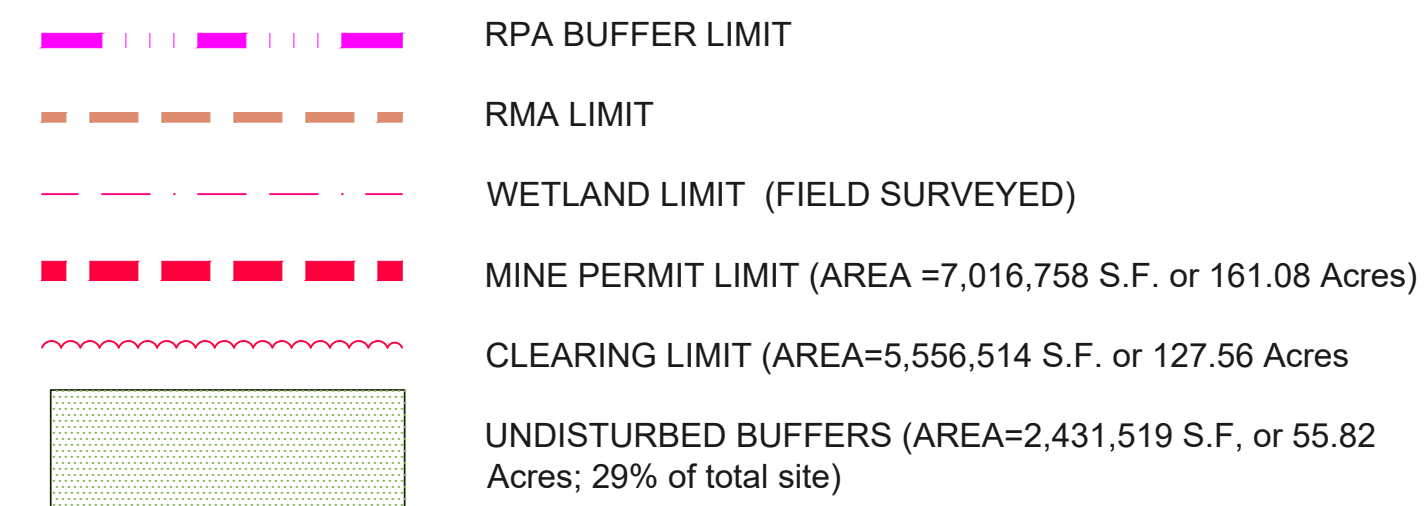 RPA BUFFER LIMIT
RMA LIMIT
WETLAND LIMIT (FIELD SURVEYED)
MINE PERMIT LIMIT (AREA =7,016,758 S.F. or 161.08 Acres)
CLEARING LIMIT (AREA=5,556,514 S.F. or 127.56 Acres
UNDISTURBED BUFFERS (AREA=2,431,519 S.F, or 55.82
Acres; 29% of total site)